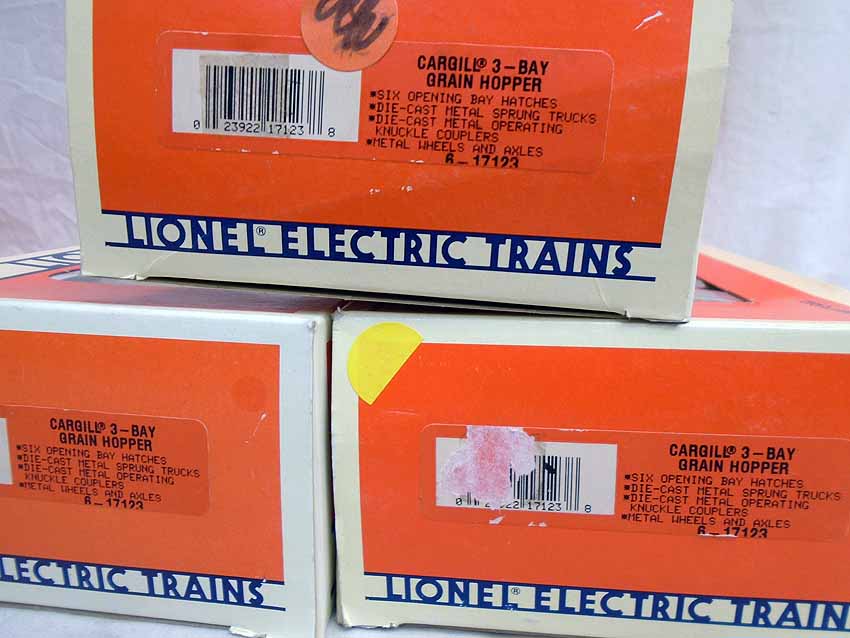 CARGILL® 3-BAY
GRAIN HOPPER
*SIX OPENING BAY HATCHES
*DIE-CAST METAL SPRUNG TRUCKS
*DIE-CAST METAL OPERATING
KNUCKLE COUPLERS
*METAL WHEELS AND AXLES
6-17123
0 23922 17123 8
LIONEL® ELECTRIC TRAINS
CARGILL® 3-BAY
GRAIN HOPPER
*SIX OPENING BAY HATCHES
*DIE-CAST METAL SPRUNG TRUCKS
*DIE-CAST METAL OPERATING
KNUCKLE COUPLERS
*METAL WHEELS AND AXLES
6-17123
LECTRIC TRAINS
CARGILL® 3-BAY
GRAIN HOPPER
*SIX OPENING BAY HATCHES
*DIE-CAST METAL SPRUNG TRUCKS
*DIE-CAST METAL OPERATING
KNUCKLE COUPLERS
*METAL WHEELS AND AXLES
6-17123
17123 8
LIONEL® ELECTRIC TRAIN